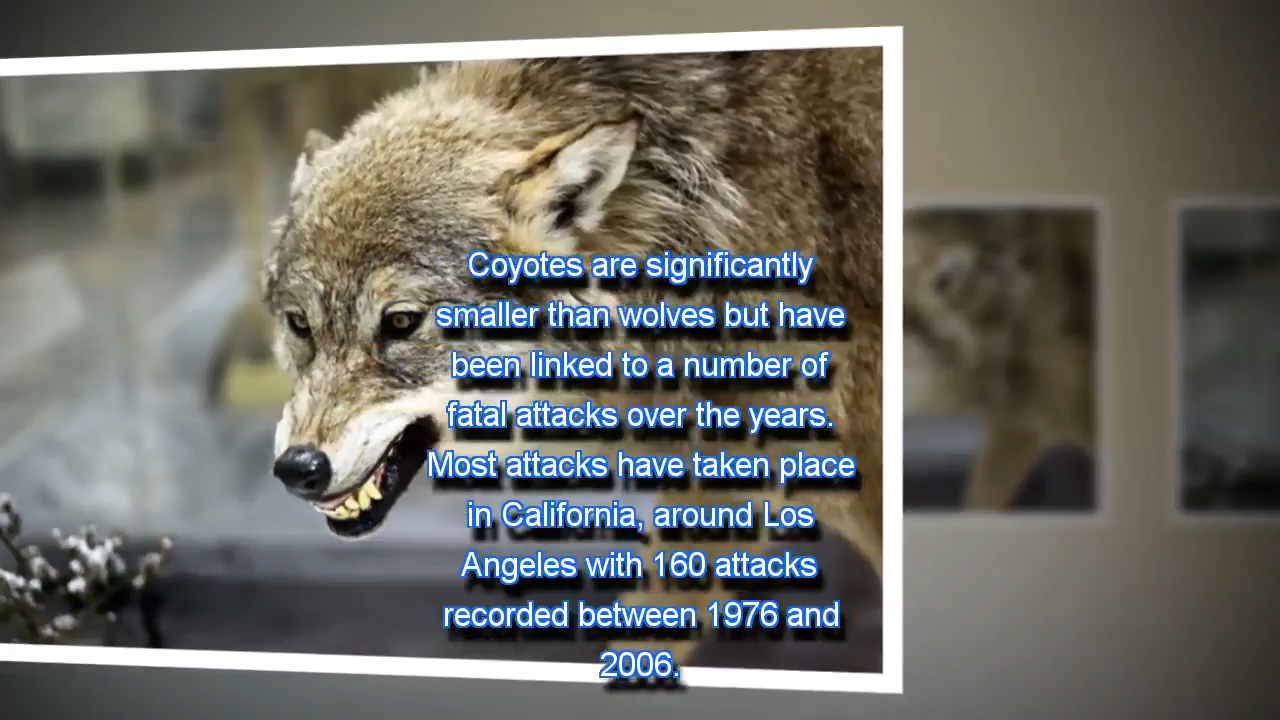 Coyotes are significantly
smaller than wolves but have
been linked to a number of
fatal attacks over the years.
Most attacks have taken place
in California, around Los
Angeles with 160 attacks
recorded between 1976 and
2006.